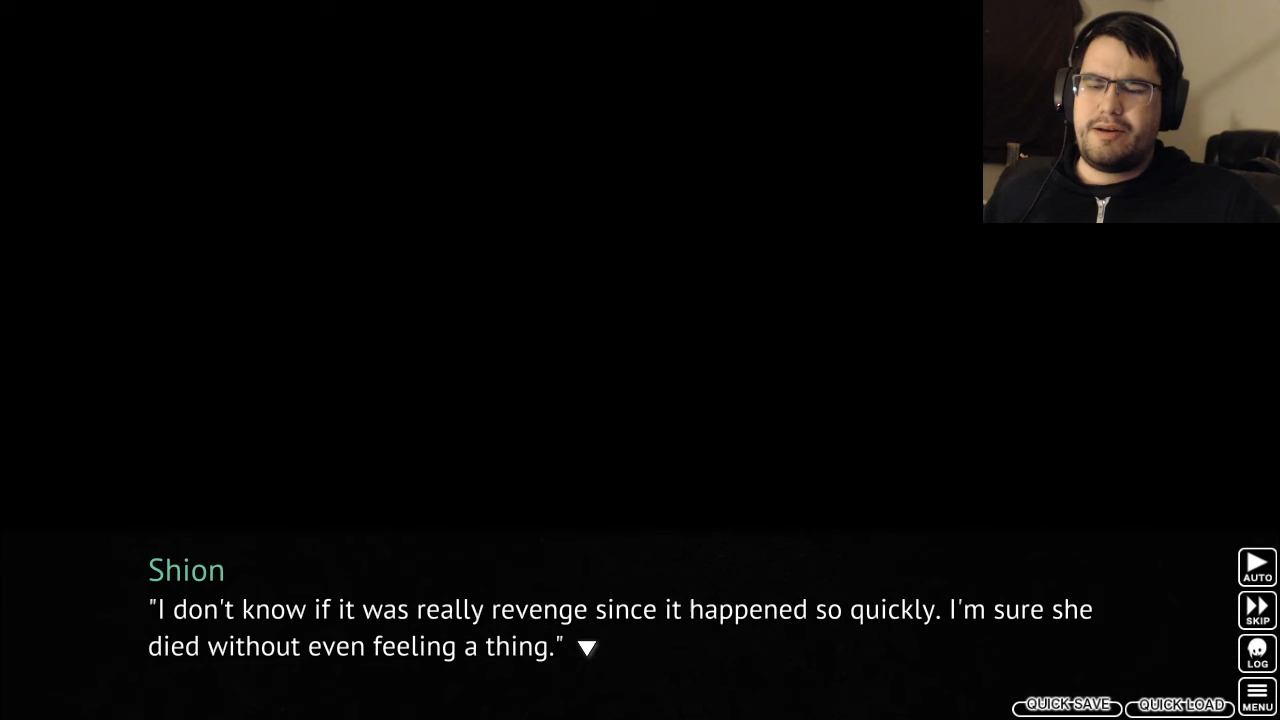 Shion
"I don't know if it was really revenge since it happened so quickly. I'm sure she
died without even feeling a thing."
AUTO
SKIP
LOG
MENU
QUICK SAVE
QUICK LOAD